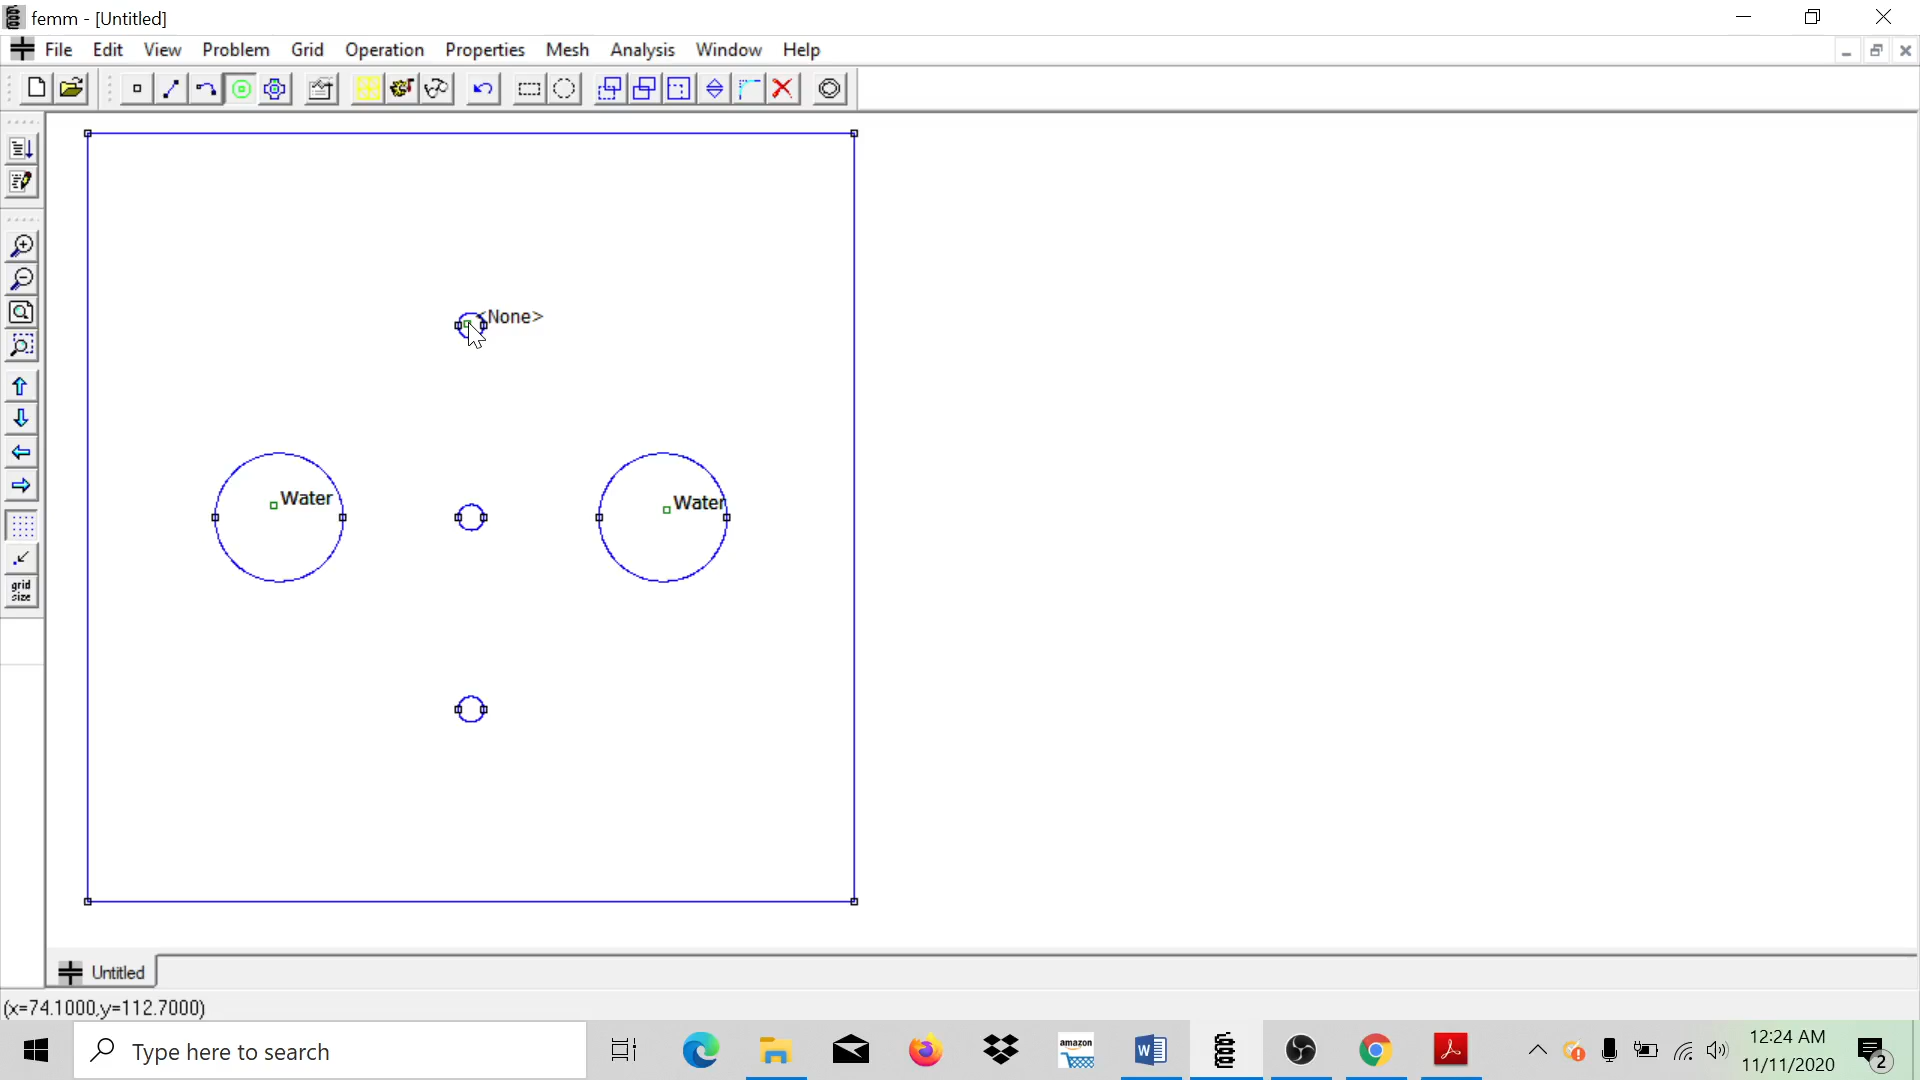 femm - [Untitled]
File Edit View Problem Grid Operation Properties Mesh Analysis Window Help
<None>
Water
Water
grid
size
Untitled
(x=74.1000,y=112.7000)
Type here to search
amazon
12:24 AM
11/11/2020
2